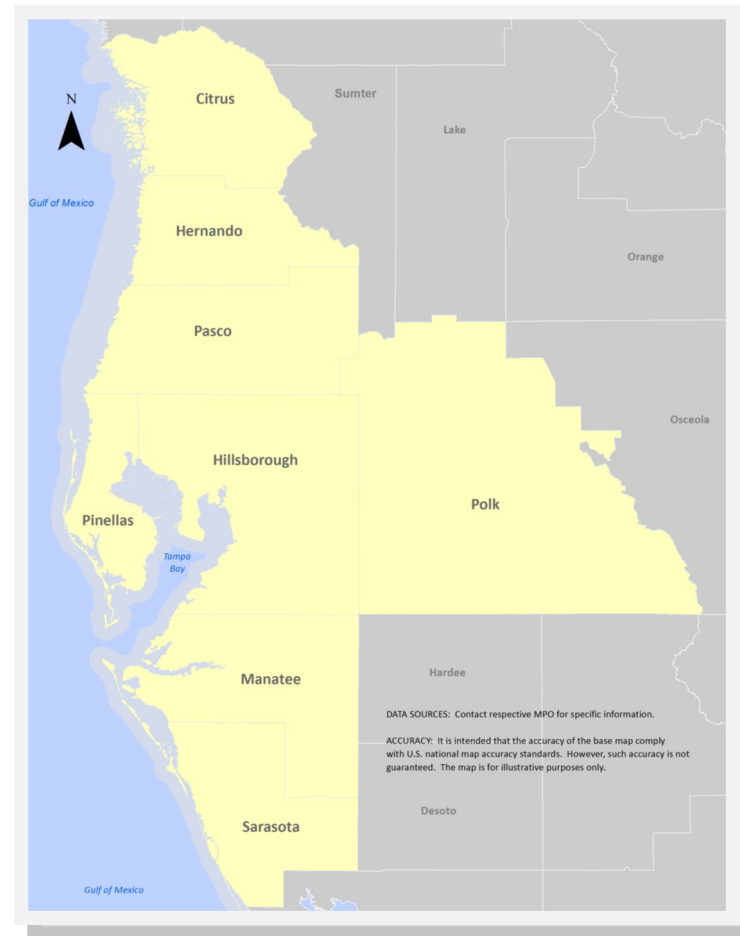 Citrus
Sumter
N
Lake
Gulf of Mexico
Hernando
Orange
Pasco
Osceola
Hillsborough
Polk
Pinellas
Tampa
Bay
Hardee
Manatee
DATA SOURCES: Contact respective MPO for specific information.
ACCURACY: It is intended that the accuracy of the base map comply
with U.S. national map accuracy standards. However, such accuracy is not
guaranteed. The map is for illustrative purposes only.
Desoto
Sarasota
Gulf of Mexico